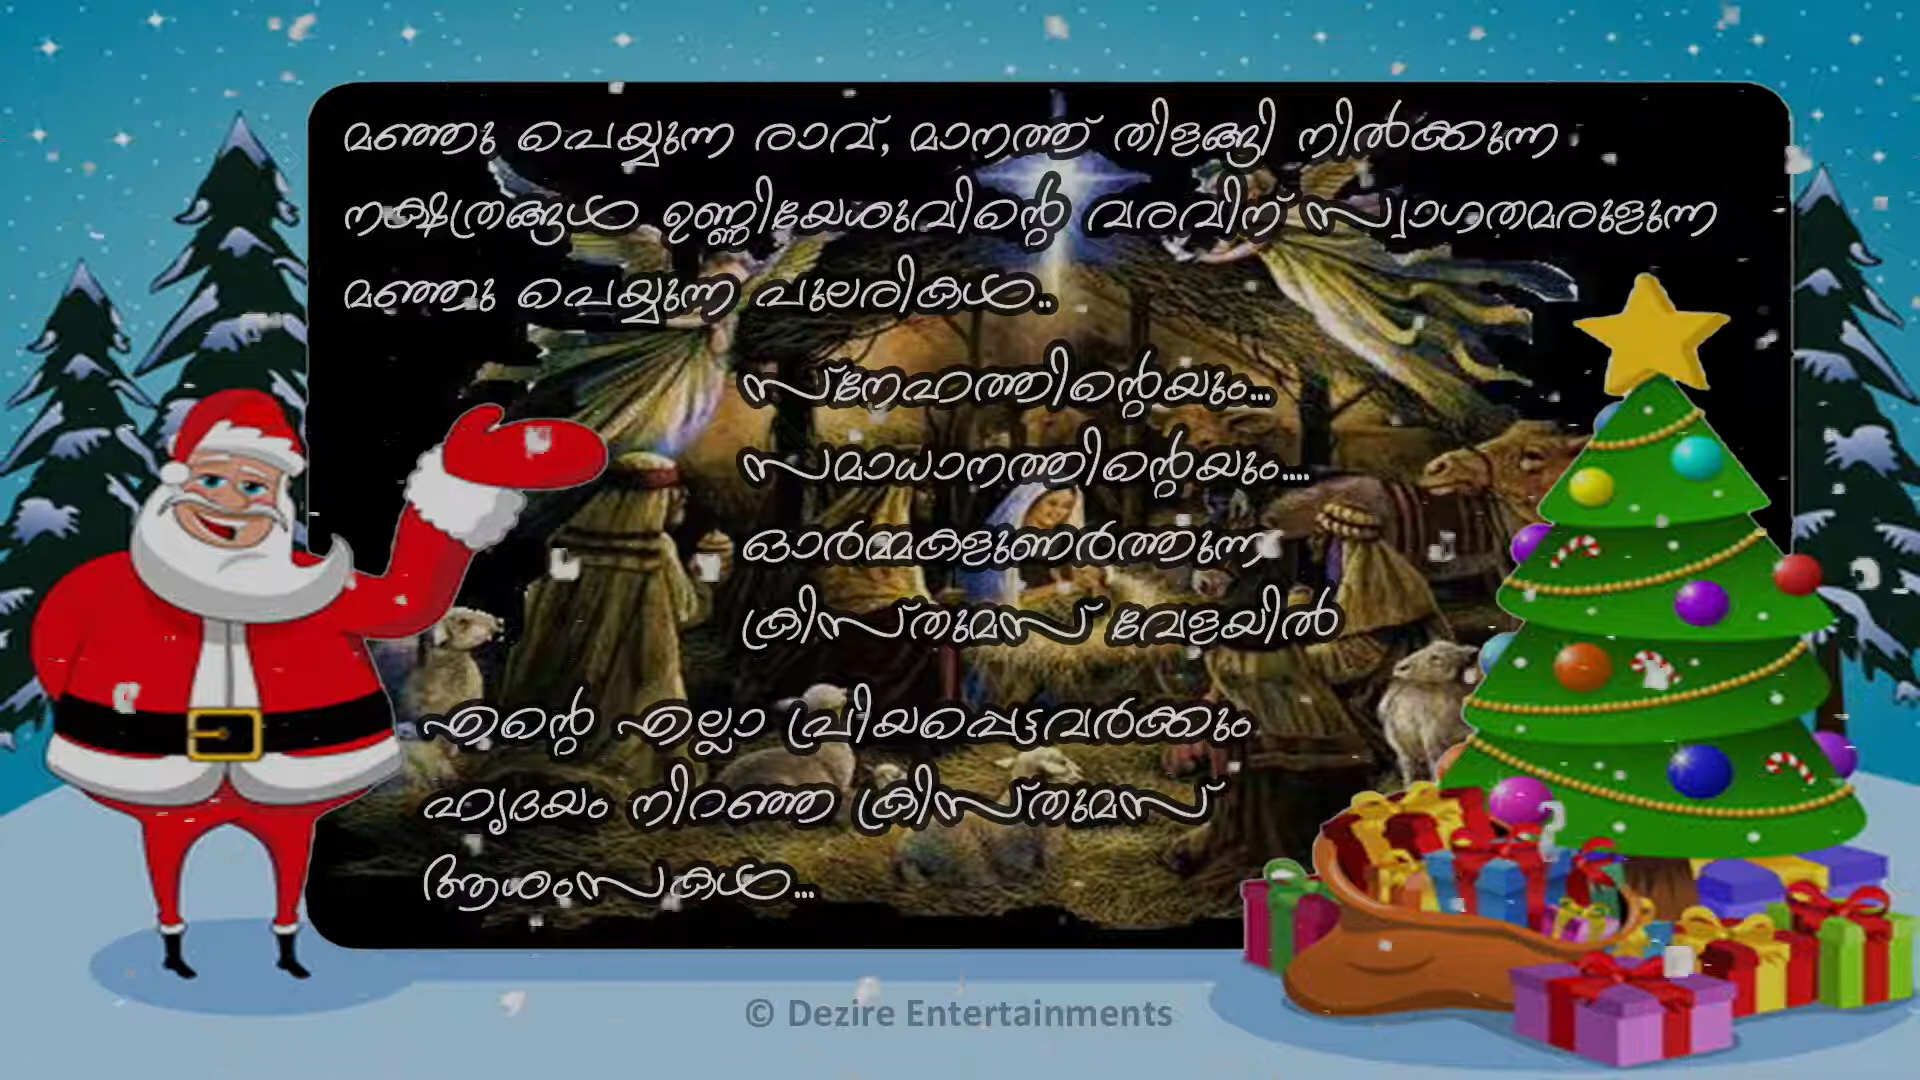 മഞ്ഞു പെയ്യുന്ന രാവ്, മാനത്ത് തിളങ്ങി നിൽക്കുന്ന
നക്ഷത്രങ്ങൾ ഉണ്ണിയേശുവിന്റെ വരവിന് സ്വാഗതമരുളുന്ന
മഞ്ഞു പെയ്യുന്ന പുലരികൾ..
സ്നേഹത്തിന്റെയും...
സമാധാനത്തിന്റെയും....
ഓർമ്മകളുണർത്തുന്ന
ക്രിസ്തുമസ് വേളയിൽ
എന്റെ എല്ലാ പ്രിയപ്പെട്ടവർക്കും
ഹൃദയം നിറഞ്ഞ ക്രിസ്തുമസ്
ആശംസകൾ...
© Dezire Entertainments